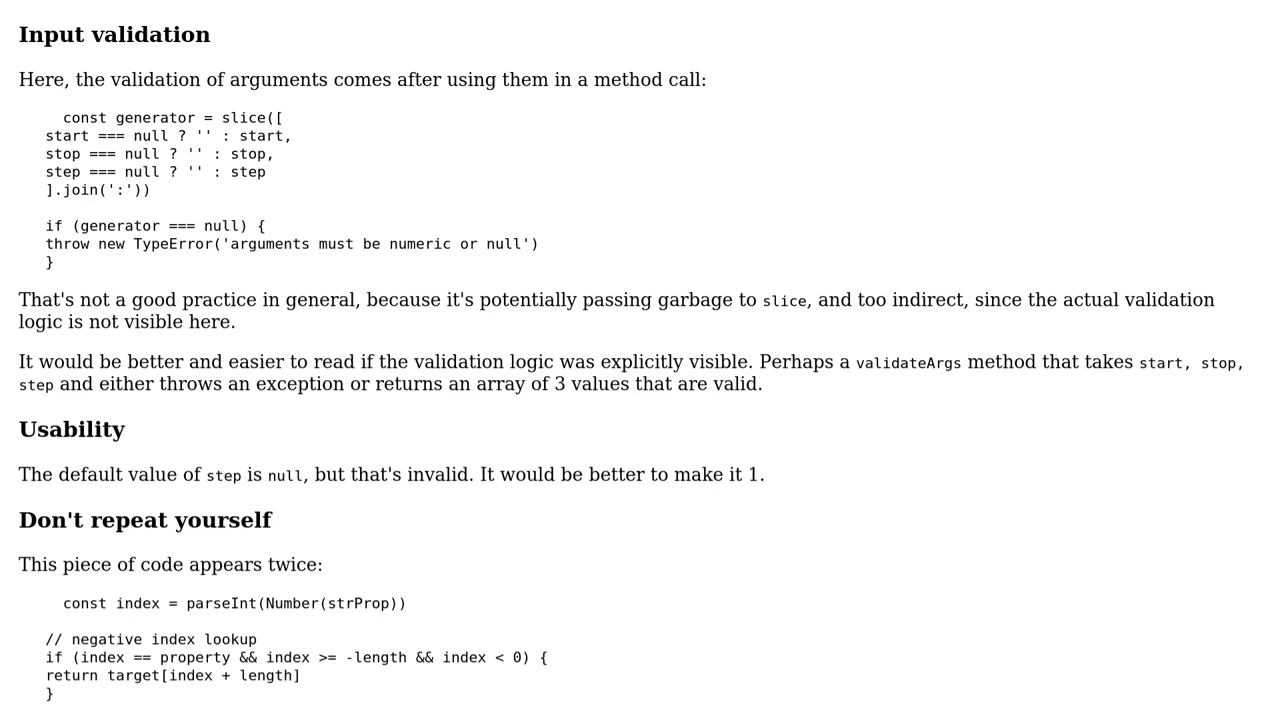 Input validation
Here, the validation of arguments comes after using them in a method call:
const generator = slice([
start === null ? '' : start,
stop === null ? '' : stop,
step === null ? '' : step
].join(':'))
if (generator === null) {
throw new TypeError('arguments must be numeric or null')
}
That's not a good practice in general, because it's potentially passing garbage to slice, and too indirect, since the actual validation
logic is not visible here.
It would be better and easier to read if the validation logic was explicitly visible. Perhaps a validateArgs method that takes start, stop,
step and either throws an exception or returns an array of 3 values that are valid.
Usability
The default value of step is null, but that's invalid. It would be better to make it 1.
Don't repeat yourself
This piece of code appears twice:
const index = parseInt(Number(strProp))
// negative index lookup
if (index == property && index >= -length && index < 0) {
return target[index + length]
}